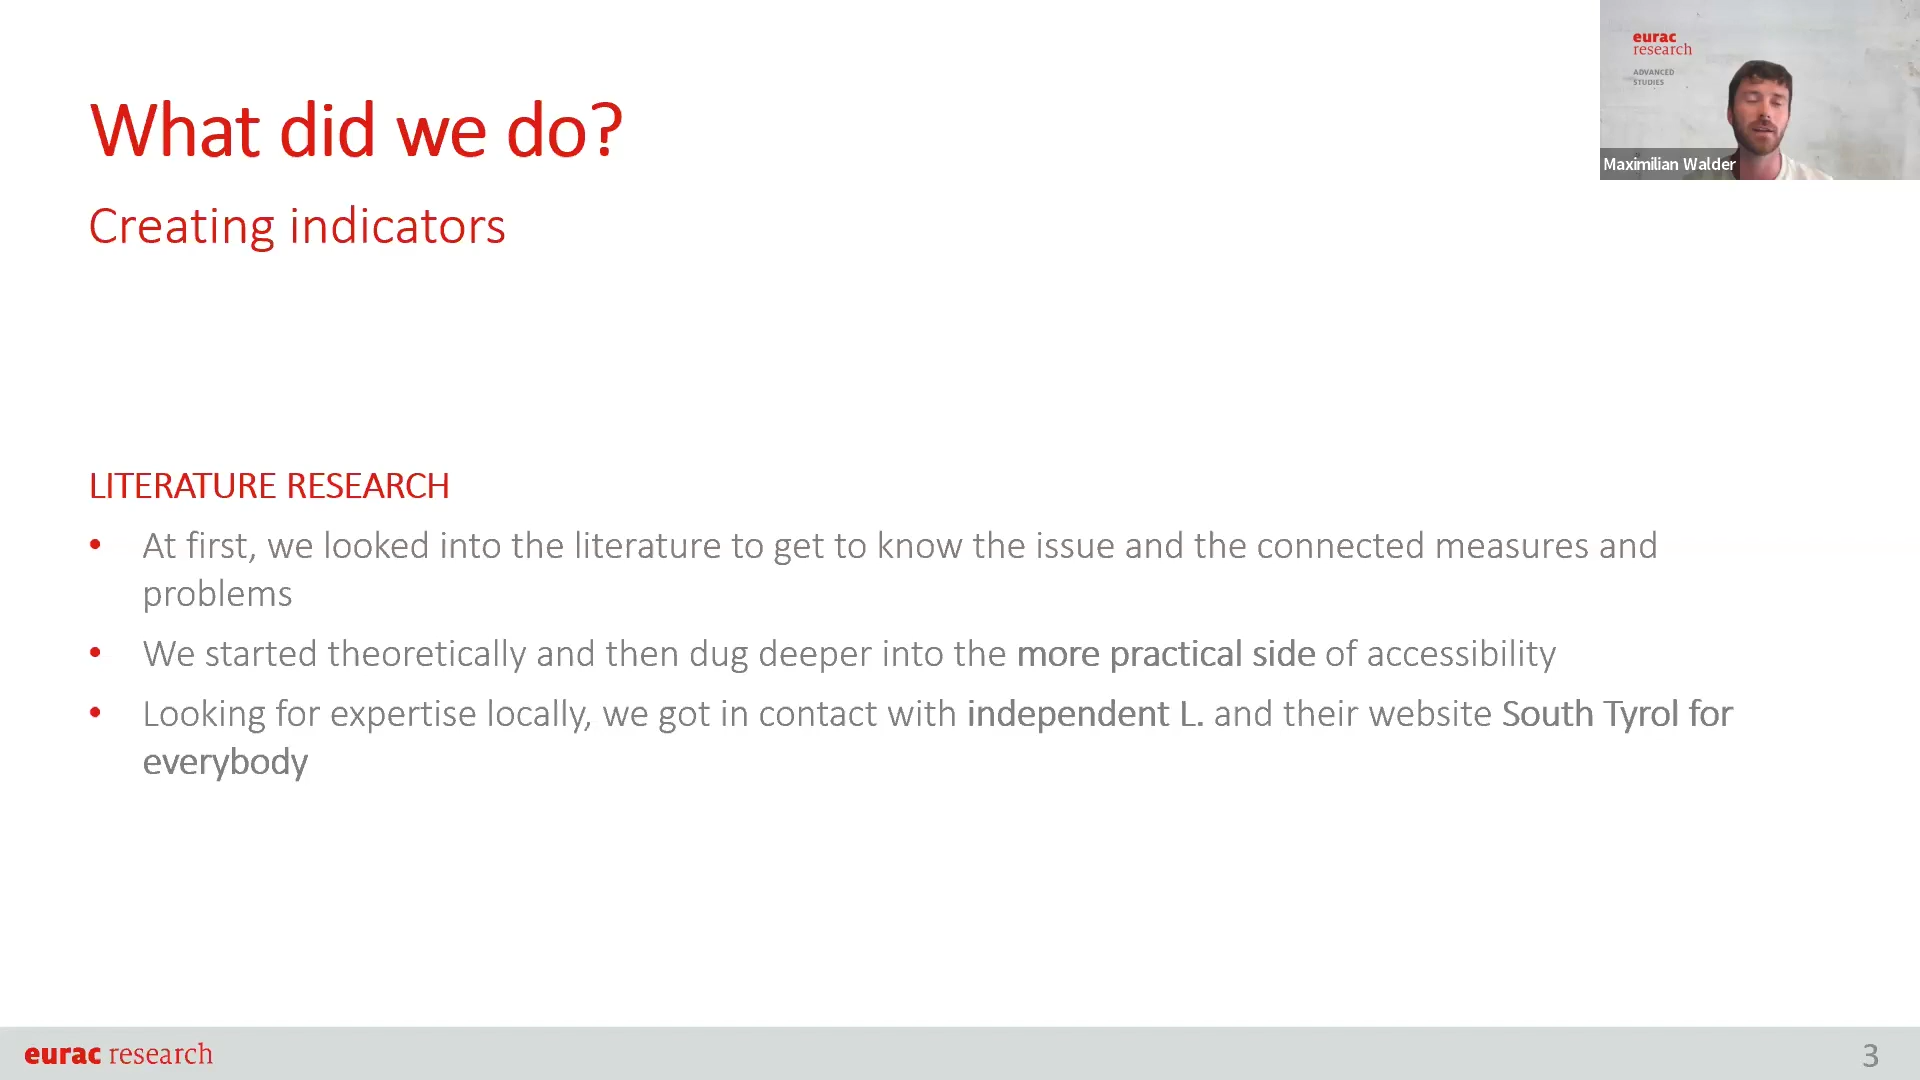 What did we do?
Creating indicators
eurac
research
ADVANCED
STUDIES
Maximilian Walder
LITERATURE RESEARCH
• At first, we looked into the literature to get to know the issue and the connected measures and
problems
• We started theoretically and then dug deeper into the more practical side of accessibility
• Looking for expertise locally, we got in contact with independent L. and their website South Tyrol for
everybody
eurac research
3